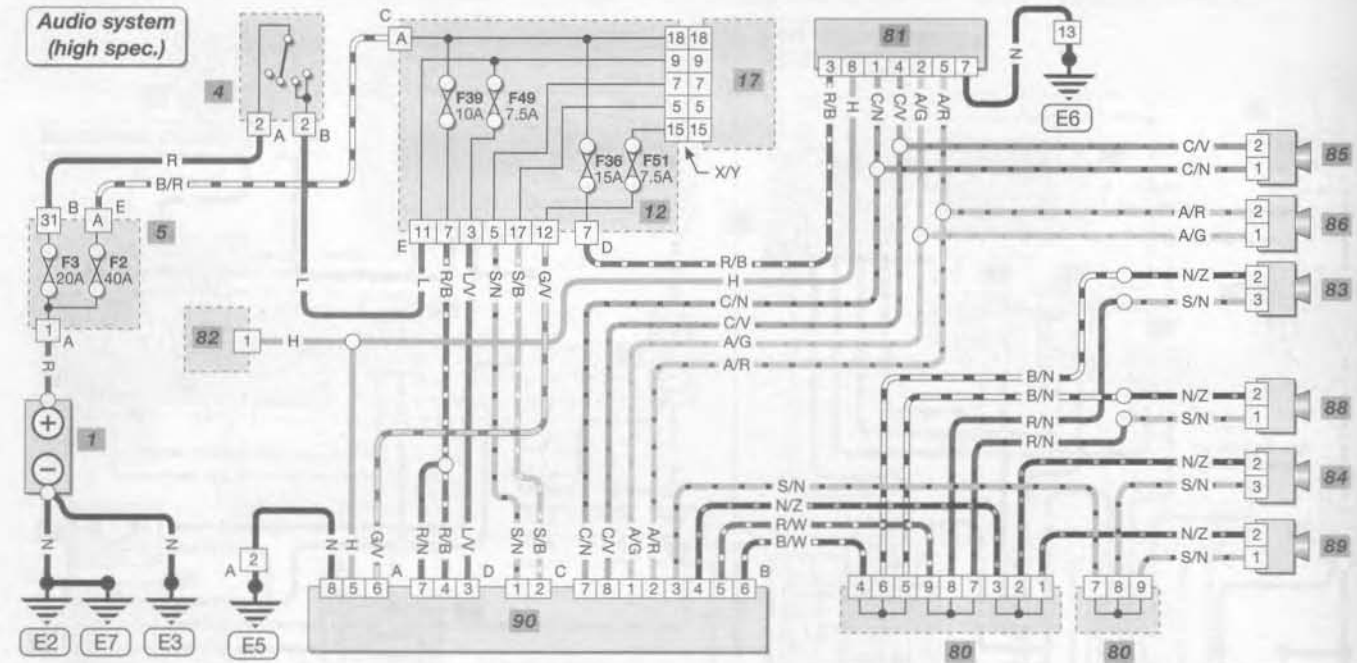 Audio system
(high spec.)
4
2 A 2 B
R
B/R
31 B A E
5
F3
20A
F2
40A
1
A
R
1
N N
E2 E7 E3
C
A
F39
10A
F49
7.5A
F36
15A
F51
7.5A
18 18
9 9
7 7
5 5
15 15
17
X/Y
12
E 11 7 3 5 17 12 7 D
L L R/B L/V S/N S/B G/V
82
1 H
81
3 8 1 4 2 5 7
R/B H C/N C/V A/G A/R
N
13
E6
R/B
H
C/N
C/V
A/G
A/R
C/V 2
C/N 1
85
A/R 2
A/G 1
86
N/Z 2
S/N 3
83
B/N
B/N
R/N
R/N
N/Z 2
S/N 1
88
N/Z 2
S/N 3
84
N/Z 2
S/N 1
89
S/N
N/Z
R/W
B/W
2
A
E5
N H G/V R/N R/B L/V S/N S/B C/N C/V A/G A/R
8 5 6 A 7 4 3 D 1 2 C 7 8 1 2 3 4 5 6 B
90
4 6 5 9 8 7 3 2 1
80
7 8 9
80